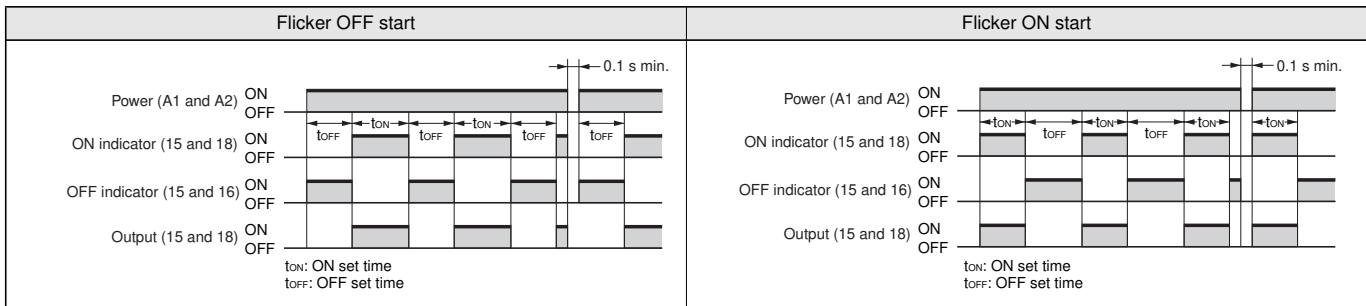 Flicker OFF start
0.1 s min.
Power (A1 and A2) ON
OFF
tOFF tON tOFF tON tOFF tOFF
ON indicator (15 and 18) ON
OFF
OFF indicator (15 and 16) ON
OFF
Output (15 and 18) ON
OFF
tON: ON set time
tOFF: OFF set time
Flicker ON start
0.1 s min.
Power (A1 and A2) ON
OFF
tON tOFF tON tOFF tON tON
ON indicator (15 and 18) ON
OFF
OFF indicator (15 and 16) ON
OFF
Output (15 and 18) ON
OFF
tON: ON set time
tOFF: OFF set time